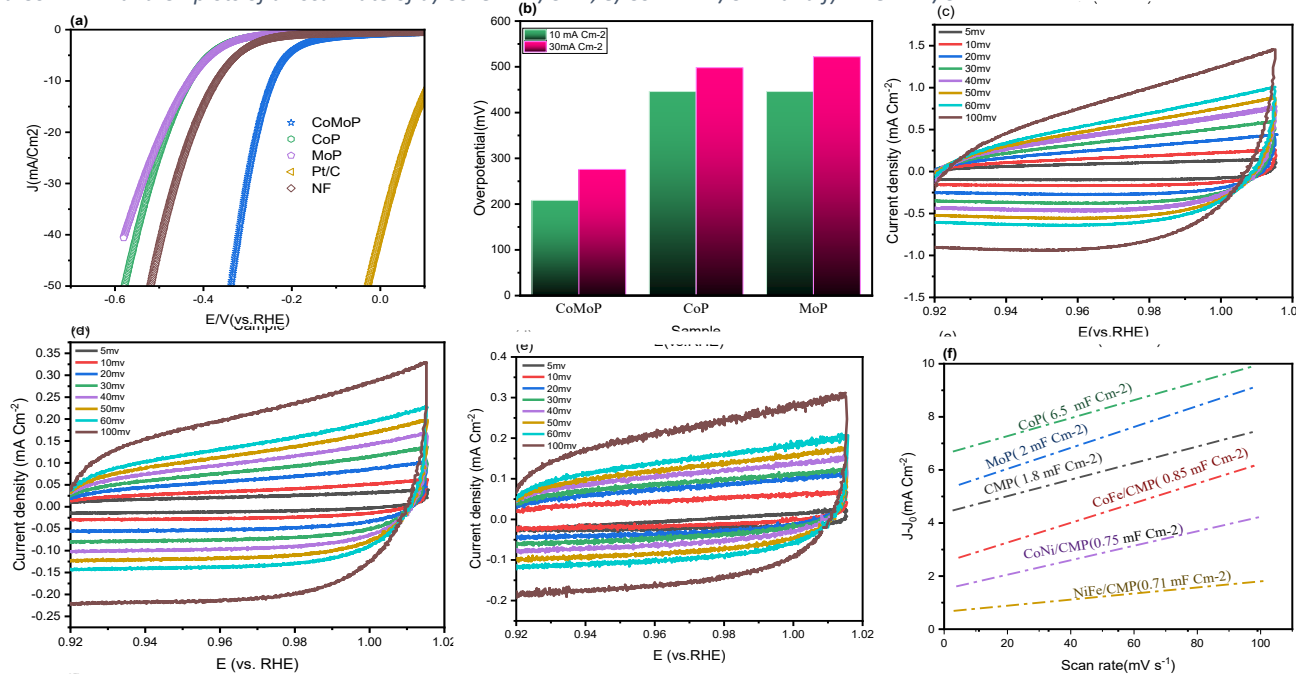 (a)
0
-10
-20
-30
-40
-50
J(mA/Cm2)
CoMoP
CoP
MoP
Pt/C
NF
-0.6
-0.4
-0.2
0.0
E/V(vs.RHE)
(b)
10 mA Cm-2
30mA Cm-2
600
500
400
300
200
100
0
Overpotential(mV)
CoMoP
CoP
MoP
(c)
5mv
10mv
20mv
30mv
40mv
50mv
60mv
100mv
1.5
1.0
0.5
0.0
-0.5
-1.0
-1.5
Current density (mA Cm-2)
0.92
0.94
0.96
0.98
1.00
1.0
E(vs.RHE)
(d)
5mv
10mv
20mv
30mv
40mv
50mv
60mv
100mv
0.35
0.30
0.25
0.20
0.15
0.10
0.05
0.00
-0.05
-0.10
-0.15
-0.20
-0.25
Current density (mA Cm-2)
0.92
0.94
0.96
0.98
1.00
1.02
E (vs. RHE)
E(vs.RHE)
(e)
5mv
10mv
20mv
30mv
40mv
50mv
60mv
100mv
0.4
0.3
0.2
0.1
0.0
-0.1
-0.2
Current density (mA Cm-2)
0.92
0.94
0.96
0.98
1.00
1.02
E (vs. RHE)
(f)
10
8
6
4
2
0
J-J0(mA Cm-2)
CoP( 6.5 mF Cm-2)
MoP( 2 mF Cm-2)
CMP( 1.8 mF Cm-2)
CoFe/CMP( 0.85 mF Cm-2)
CoNi/CMP(0.75 mF Cm-2)
NiFe/CMP(0.71 mF Cm-2)
0
20
40
60
80
100
Scan rate(mV s-1)